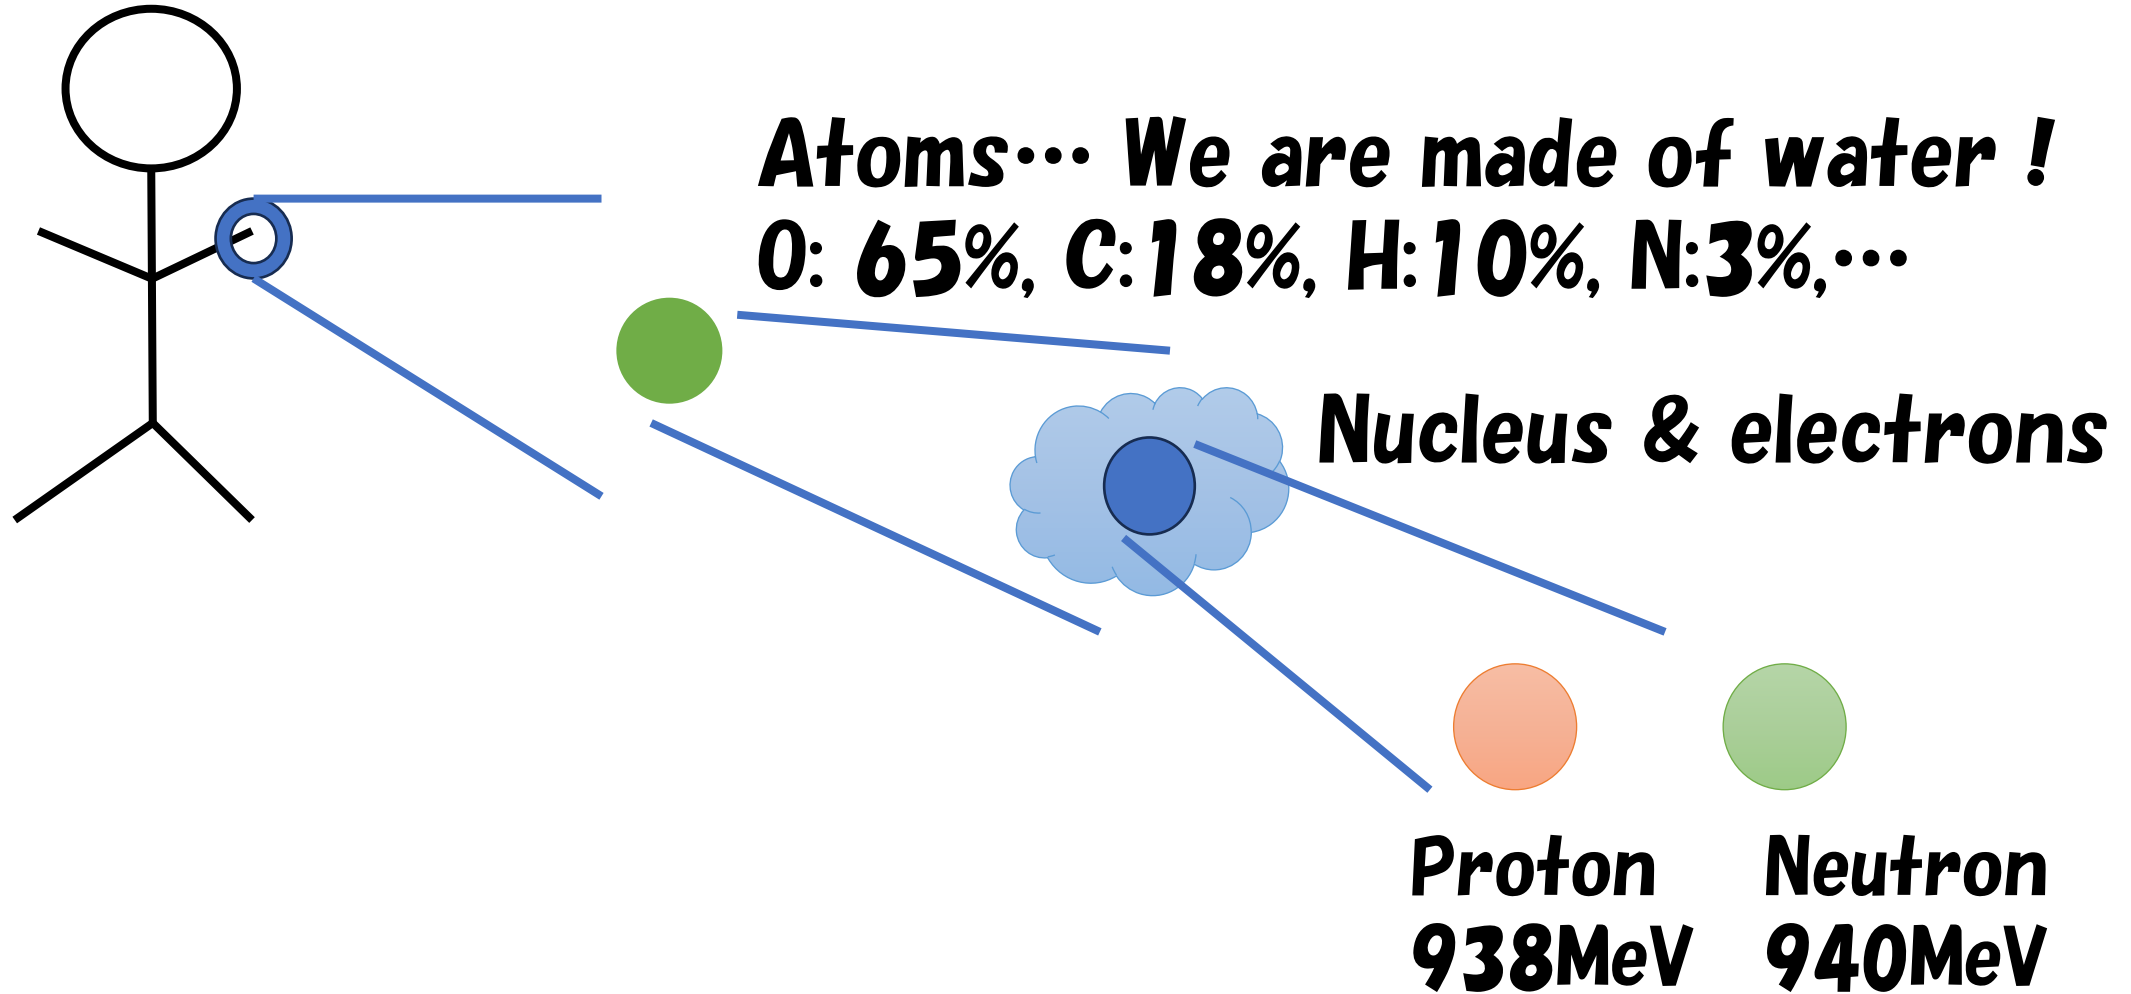 Atoms… We are made of water !
O: 65%, C:18%, H:10%, N:3%,…
Nucleus & electrons
Proton Neutron
938MeV 940MeV